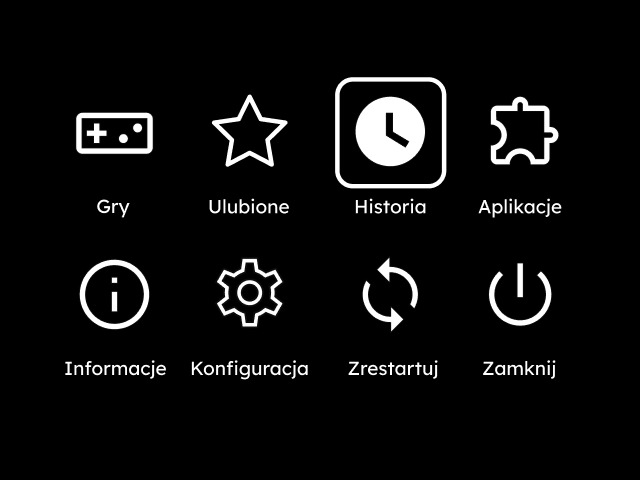 Gry
Ulubione
Historia
Aplikacje
Informacje
Konfiguracja
Zrestartuj
Zamknij